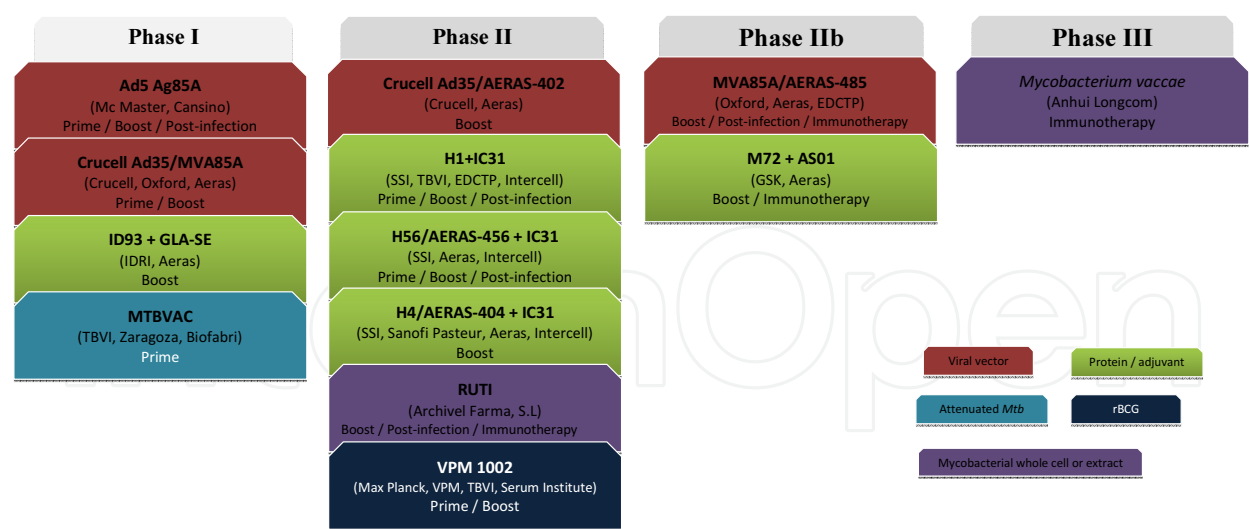 Phase I
Ad5 Ag85A
(Mc Master, Cansino)
Prime / Boost / Post-infection
Crucell Ad35/MVA85A
(Crucell, Oxford, Aeras)
Prime / Boost
ID93 + GLA-SE
(IDRI, Aeras)
Boost
MTBVAC
(TBVI, Zaragoza, Biofabri)
Prime
Phase II
Crucell Ad35/AERAS-402
(Crucell, Aeras)
Boost
H1+IC31
(SSI, TBVI, EDCTP, Intercell)
Prime / Boost / Post-infection
H56/AERAS-456 + IC31
(SSI, Aeras, Intercell)
Prime / Boost / Post-infection
H4/AERAS-404 + IC31
(SSI, Sanofi Pasteur, Aeras, Intercell)
Boost
RUTI
(Archivel Farma, S.L)
Boost / Post-infection / Immunotherapy
VPM 1002
(Max Planck, VPM, TBVI, Serum Institute)
Prime / Boost
Phase IIb
MVA85A/AERAS-485
(Oxford, Aeras, EDCTP)
Boost / Post-infection / Immunotherapy
M72 + AS01
(GSK, Aeras)
Boost / Immunotherapy
Phase III
Mycobacterium vaccae
(Anhui Longcom)
Immunotherapy
Viral vector
Protein / adjuvant
Attenuated Mtb
rBCG
Mycobacterial whole cell or extract